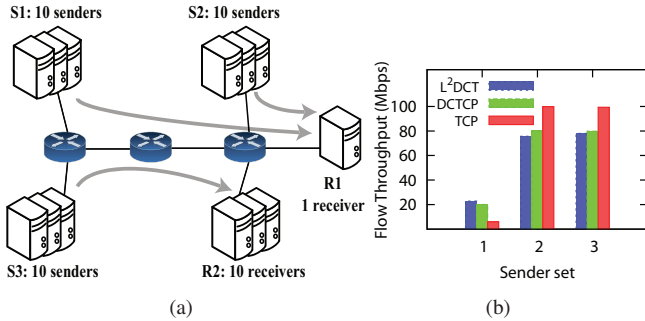 S1: 10 senders
S2: 10 senders
R1
1 receiver
S3: 10 senders
R2: 10 receivers
(a)
Flow Throughput (Mbps)
100
80
60
40
20
L²DCT
DCTCP
TCP
1
2
3
Sender set
(b)